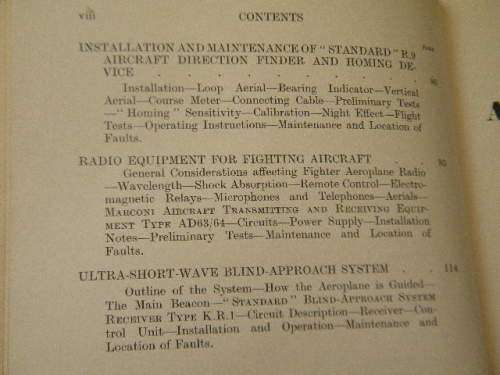 viii
CONTENTS
PAGE
INSTALLATION AND MAINTENANCE OF "STANDARD" R.9
AIRCRAFT DIRECTION FINDER AND HOMING DE-
VICE . . . . . . . . .
Installation—Loop Aerial—Bearing Indicator—Vertical
Aerial—Course Meter—Connecting Cable—Preliminary Tests
—"Homing" Sensitivity—Calibration—Night Effect—Flight
Tests—Operating Instructions—Maintenance and Location of
Faults.
RADIO EQUIPMENT FOR FIGHTING AIRCRAFT . .
General Considerations affecting Fighter Aeroplane Radio
—Wavelength—Shock Absorption—Remote Control—Electro-
magnetic Relays—Microphones and Telephones—Aerials—
MARCONI AIRCRAFT TRANSMITTING AND RECEIVING EQUIP-
MENT TYPE AD63/64—Circuits—Power Supply—Installation
Notes—Preliminary Tests—Maintenance and Location of
Faults.
ULTRA-SHORT-WAVE BLIND-APPROACH SYSTEM . . 114
Outline of the System—How the Aeroplane is Guided—
The Main Beacon—"STANDARD" BLIND-APPROACH SYSTEM
RECEIVER TYPE K.R.1—Circuit Description—Receiver—Con-
trol Unit—Installation and Operation—Maintenance and
Location of Faults.